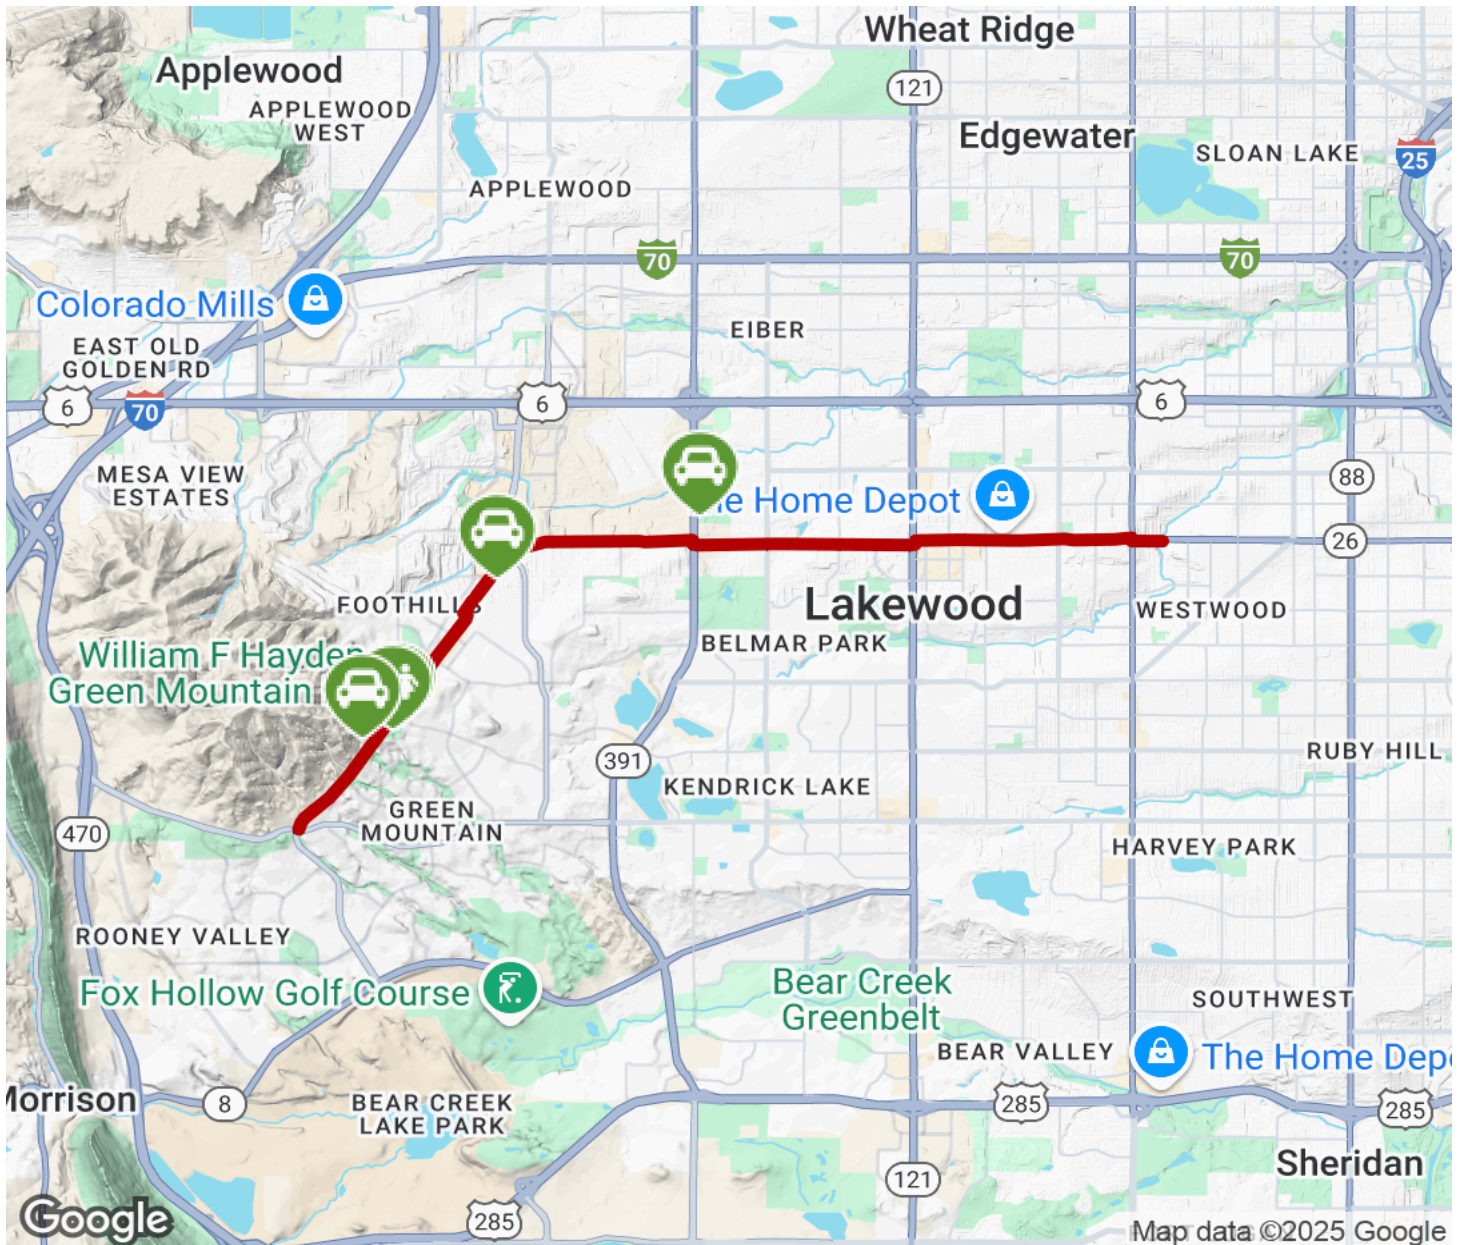 Wheat Ridge
Applewood
121
APPLEWOOD
WEST
Edgewater
SLOAN LAKE
25
APPLEWOOD
70
70
Colorado Mills
EIBER
EAST OLD
GOLDEN RD
6
70
6
6
MESA VIEW
ESTATES
88
e Home Depot
26
FOOTHILLS
Lakewood
WESTWOOD
BELMAR PARK
William F Hayden
Green Mountain
RUBY HILL
391
KENDRICK LAKE
GREEN
MOUNTAIN
470
HARVEY PARK
ROONEY VALLEY
Fox Hollow Golf Course
Bear Creek
Greenbelt
SOUTHWEST
BEAR VALLEY
The Home Depo
Morrison
8
BEAR CREEK
LAKE PARK
285
285
Sheridan
121
285
Google
Map data ©2025 Google